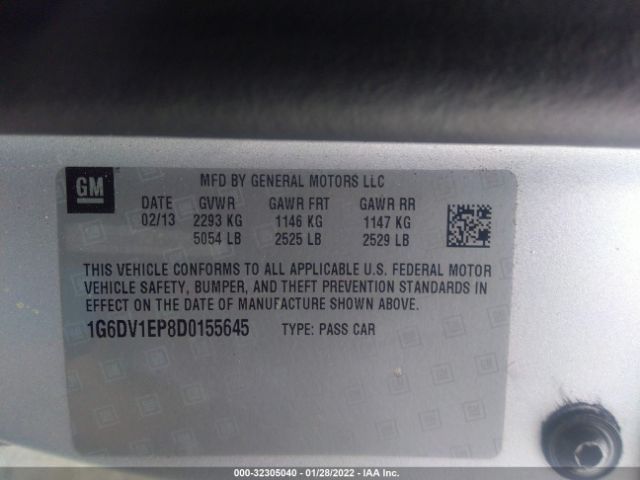 GM
MFD BY GENERAL MOTORS LLC
DATE GVWR GAWR FRT GAWR RR
02/13 2293 KG 1146 KG 1147 KG
5054 LB 2525 LB 2529 LB
THIS VEHICLE CONFORMS TO ALL APPLICABLE U.S. FEDERAL MOTOR
VEHICLE SAFETY, BUMPER, AND THEFT PREVENTION STANDARDS IN
EFFECT ON THE DATE OF MANUFACTURE SHOWN ABOVE.
1G6DV1EP8D0155645 TYPE: PASS CAR
000-32305040 - 01/28/2022 - IAA Inc.